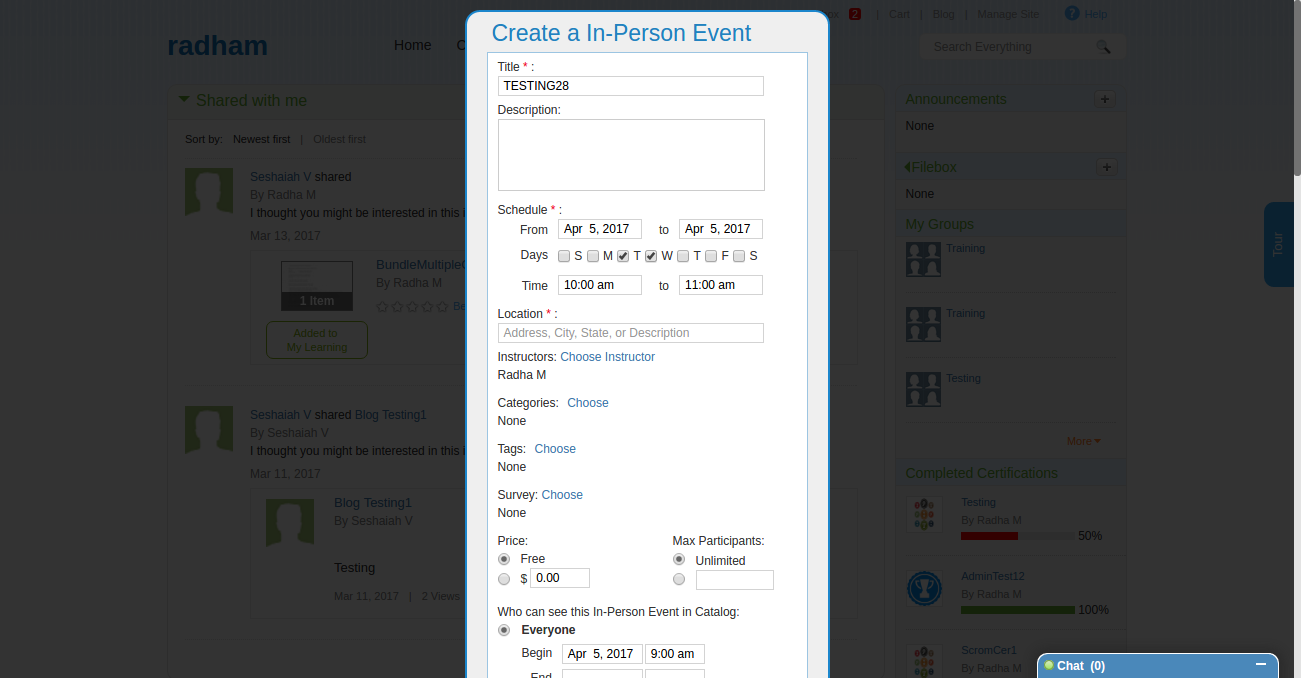 Create a In-Person Event
2 | Cart | Blog | Manage Site ? Help
radham
Home
Search Everything
Title * :
TESTING28
Description:
Schedule * :
From Apr 5, 2017 to Apr 5, 2017
Days S M T W T F S
Time 10:00 am to 11:00 am
Location * :
Address, City, State, or Description
Instructors: Choose Instructor
Radha M
Categories: Choose
None
Tags: Choose
None
Survey: Choose
None
Price: Max Participants:
Free Unlimited
$ 0.00
Who can see this In-Person Event in Catalog:
Everyone
Begin Apr 5, 2017 9:00 am
End
Shared with me
Sort by: Newest first | Oldest first
Seshaiah V shared
By Radha M
I thought you might be interested in this
Mar 13, 2017
BundleMultiple
By Radha M
1 Item
Added to
My Learning
Seshaiah V shared Blog Testing1
By Seshaiah V
I thought you might be interested in this
Mar 11, 2017
Blog Testing1
By Seshaiah V
Testing
Mar 11, 2017 | 2 Views
Announcements +
None
Filebox +
None
My Groups
Training
Training
Testing
More
Completed Certifications
Testing
By Radha M
50%
AdminTest12
By Radha M
100%
ScromCer1
By Radha M
Tour
Chat (0)